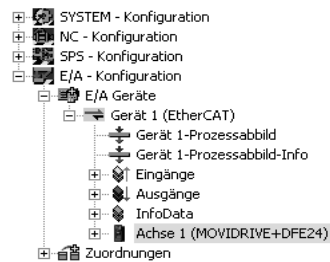 SYSTEM - Konfiguration
NC - Konfiguration
SPS - Konfiguration
E/A - Konfiguration
E/A Geräte
Gerät 1 (EtherCAT)
Gerät 1-Prozessabbild
Gerät 1-Prozessabbild-Info
Eingänge
Ausgänge
InfoData
Achse 1 (MOVIDRIVE+DFE24)
Zuordnungen